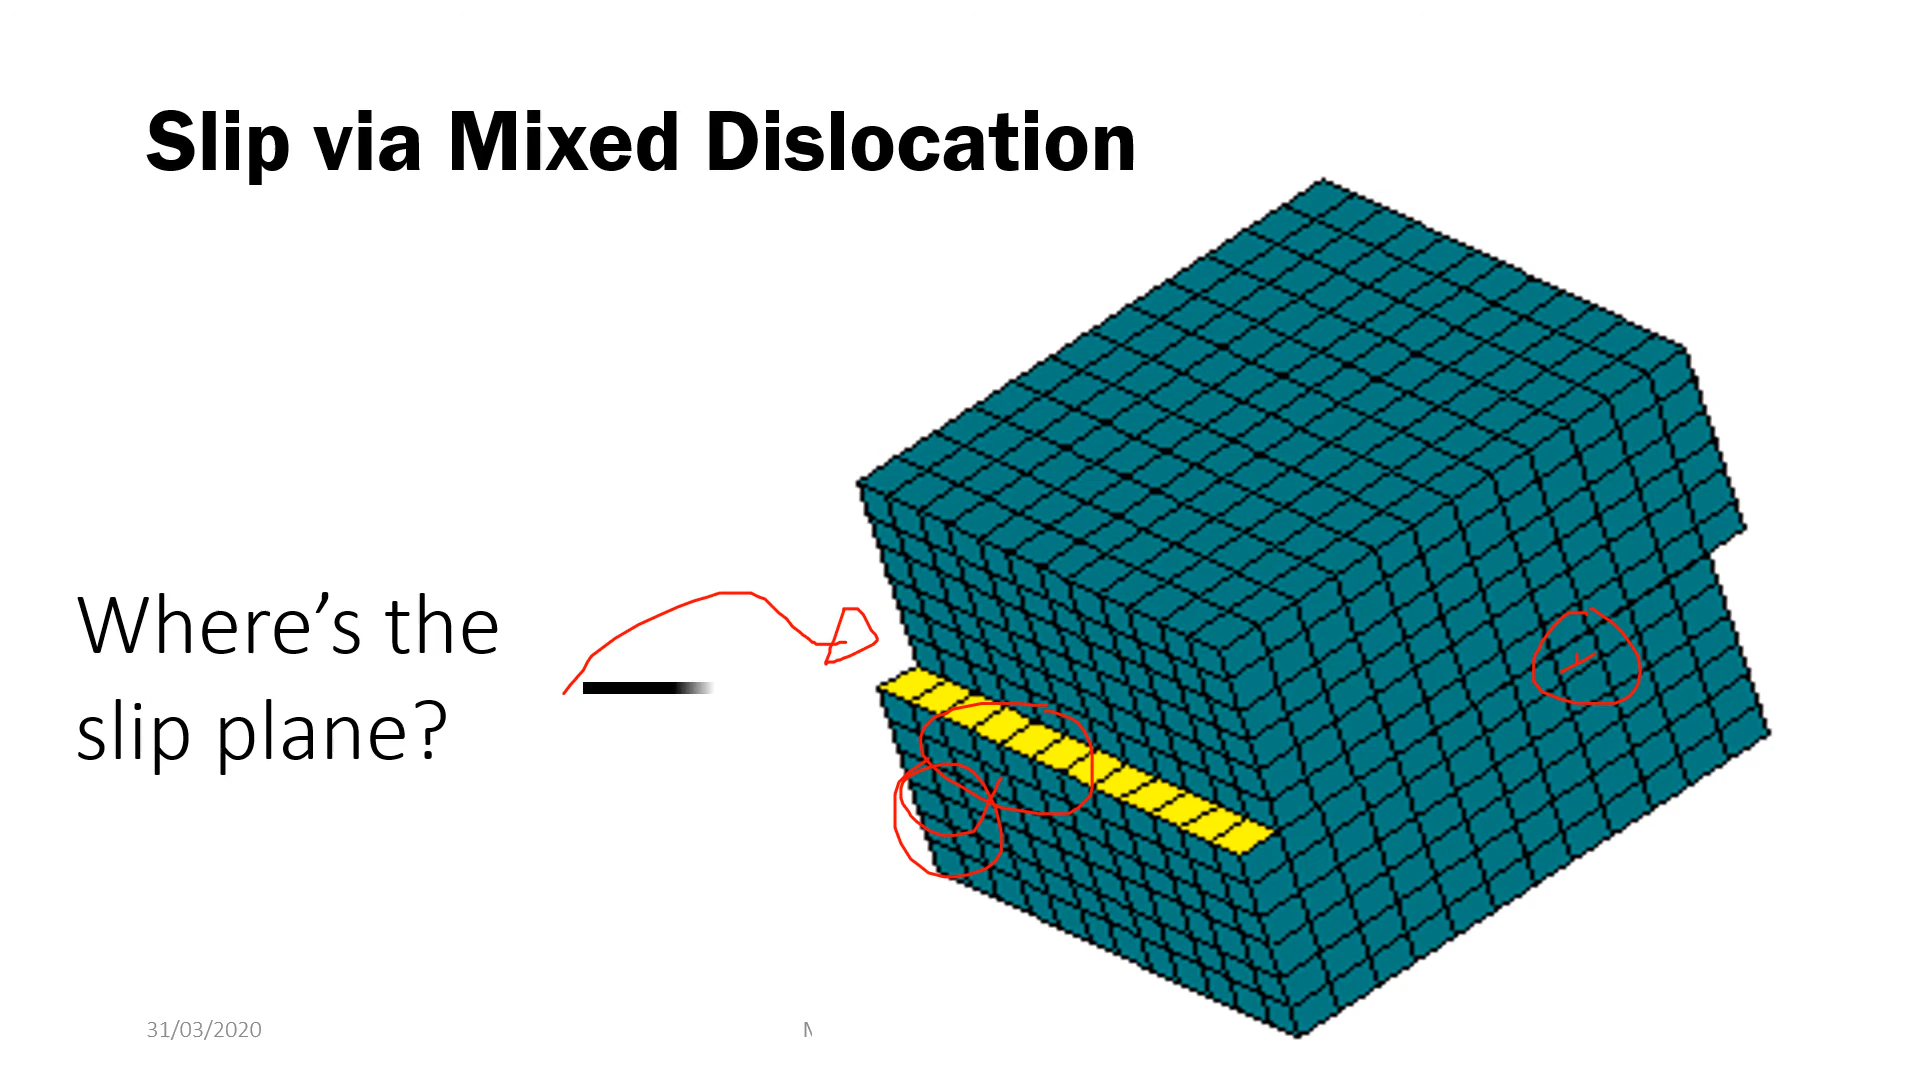 Slip via Mixed Dislocation
Where’s the
slip plane?
31/03/2020